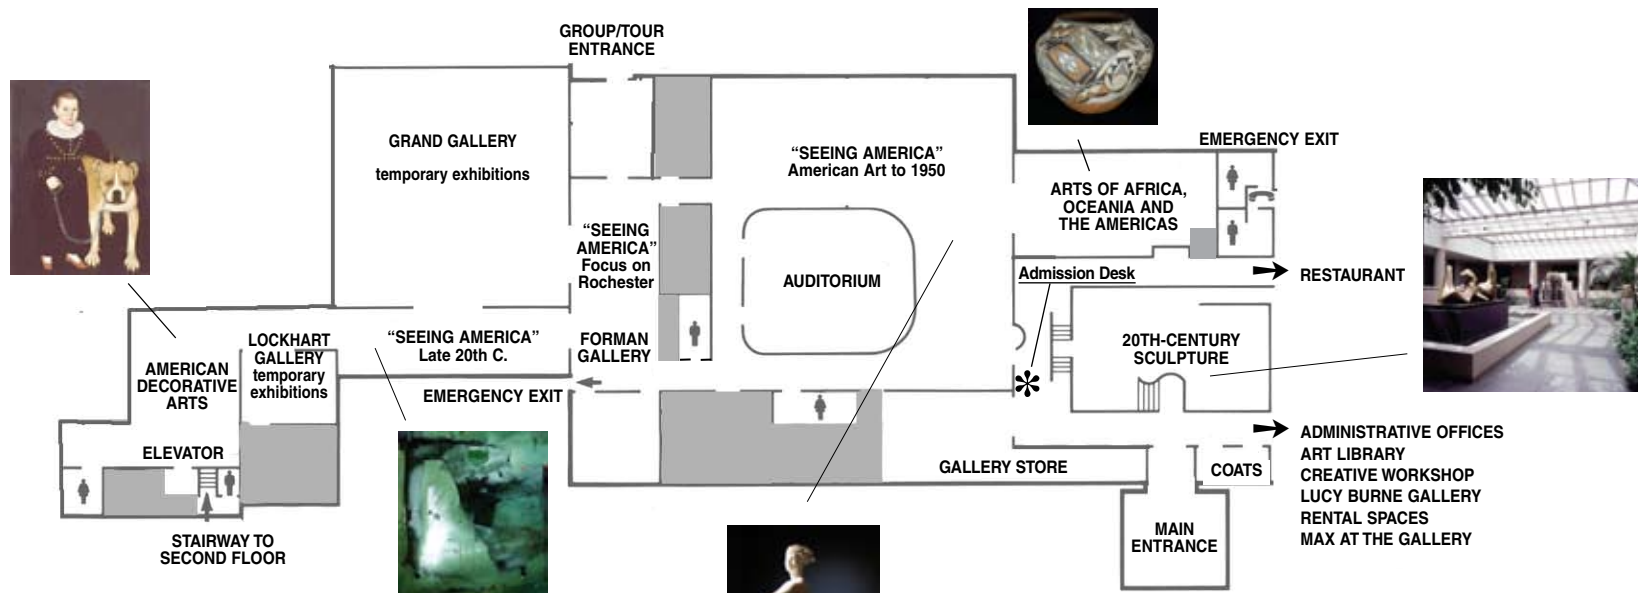 GROUP/TOUR
ENTRANCE
GRAND GALLERY
temporary exhibitions
“SEEING AMERICA”
American Art to 1950
EMERGENCY EXIT
ARTS OF AFRICA,
OCEANIA AND
THE AMERICAS
“SEEING
AMERICA”
Focus on
Rochester
AUDITORIUM
Admission Desk
RESTAURANT
LOCKHART
GALLERY
temporary
exhibitions
“SEEING AMERICA”
Late 20th C.
FORMAN
GALLERY
20TH-CENTURY
SCULPTURE
AMERICAN
DECORATIVE
ARTS
EMERGENCY EXIT
ELEVATOR
GALLERY STORE
COATS
ADMINISTRATIVE OFFICES
ART LIBRARY
CREATIVE WORKSHOP
LUCY BURNE GALLERY
RENTAL SPACES
MAX AT THE GALLERY
STAIRWAY TO
SECOND FLOOR
MAIN
ENTRANCE